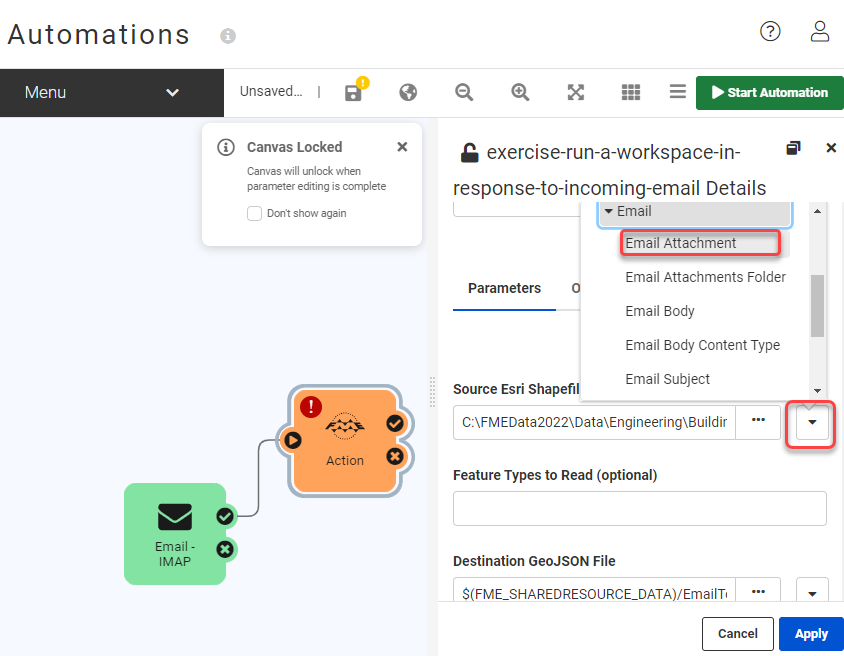 Automations
Menu
Unsaved... |
Start Automation
Canvas Locked
Canvas will unlock when
parameter editing is complete
Don't show again
exercise-run-a-workspace-in-
response-to-incoming-email Details
Email
Email Attachment
Email Attachments Folder
Email Body
Email Body Content Type
Email Subject
Parameters
O
Source Esri Shapefil
C:\FMEData2022\Data\Engineering\Buildin
Feature Types to Read (optional)
Destination GeoJSON File
$(FME_SHAREDRESOURCE_DATA)/EmailTe
Action
Email -
IMAP
Cancel
Apply